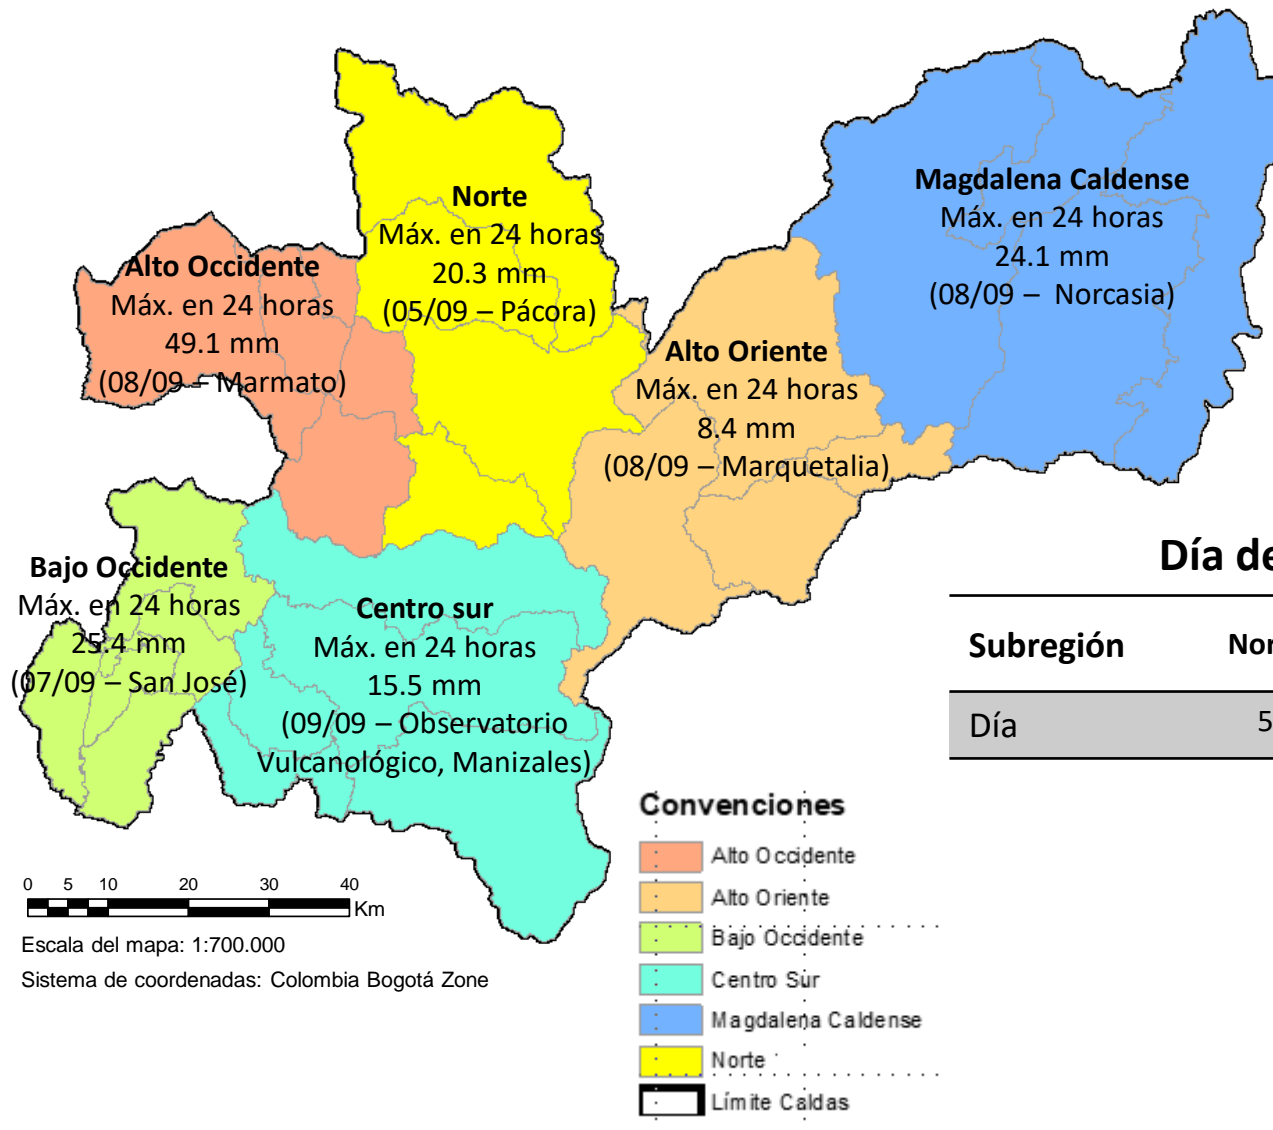 Norte
Máx. en 24 horas
20.3 mm
(05/09 – Pácora)
Magdalena Caldense
Máx. en 24 horas
24.1 mm
(08/09 – Norcasia)
Alto Occidente
Máx. en 24 horas
49.1 mm
(08/09 – Marmato)
Alto Oriente
Máx. en 24 horas
8.4 mm
(08/09 – Marquetalia)
Bajo Occidente
Máx. en 24 horas
25.4 mm
(07/09 – San José)
Centro sur
Máx. en 24 horas
15.5 mm
(09/09 – Observatorio
Vulcanológico, Manizales)
Día de
Subregión Nor
Día 5
Convenciones
Alto Occidente
Alto Oriente
Bajo Occidente
Centro Sur
Magdalena Caldense
Norte
Límite Caldas
0 5 10 20 30 40
Km
Escala del mapa: 1:700.000
Sistema de coordenadas: Colombia Bogotá Zone